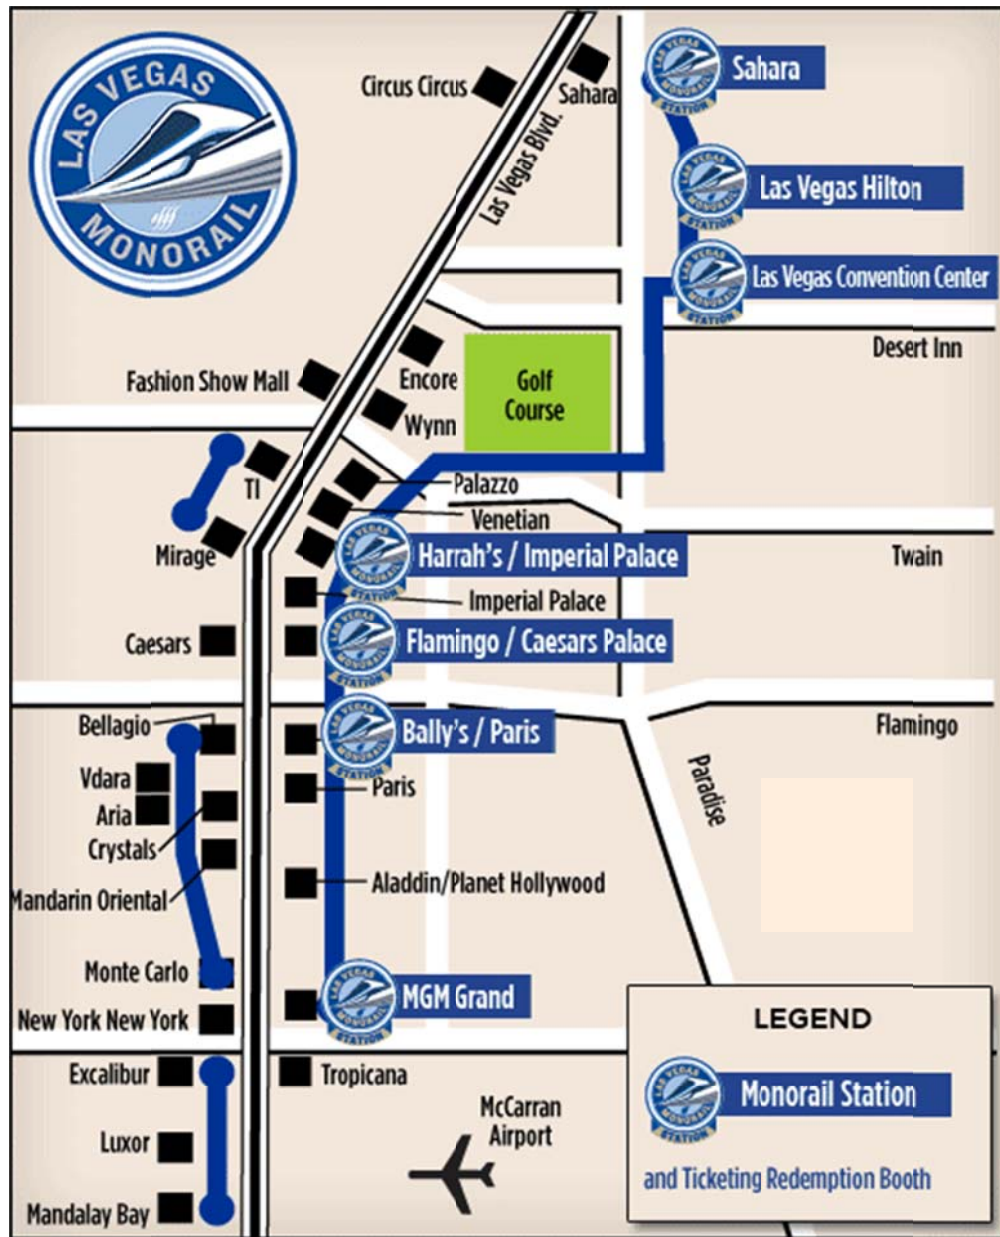 LAS VEGAS
MONORAIL
Circus Circus
Sahara
Las Vegas Blvd.
Sahara
Las Vegas Hilton
Las Vegas Convention Center
Desert Inn
Fashion Show Mall
Encore
Wynn
Golf
Course
TI
Mirage
Palazzo
Venetian
Harrah's / Imperial Palace
Twain
Imperial Palace
Caesars
Flamingo / Caesars Palace
Bellagio
Bally's / Paris
Flamingo
Vdara
Aria
Paris
Paradise
Crystals
Mandarin Oriental
Aladdin/Planet Hollywood
Monte Carlo
MGM Grand
New York New York
Excalibur
Tropicana
Luxor
McCarran
Airport
Mandalay Bay
LEGEND
LAS VEGAS
MONORAIL
STATION
Monorail Station
and Ticketing Redemption Booth